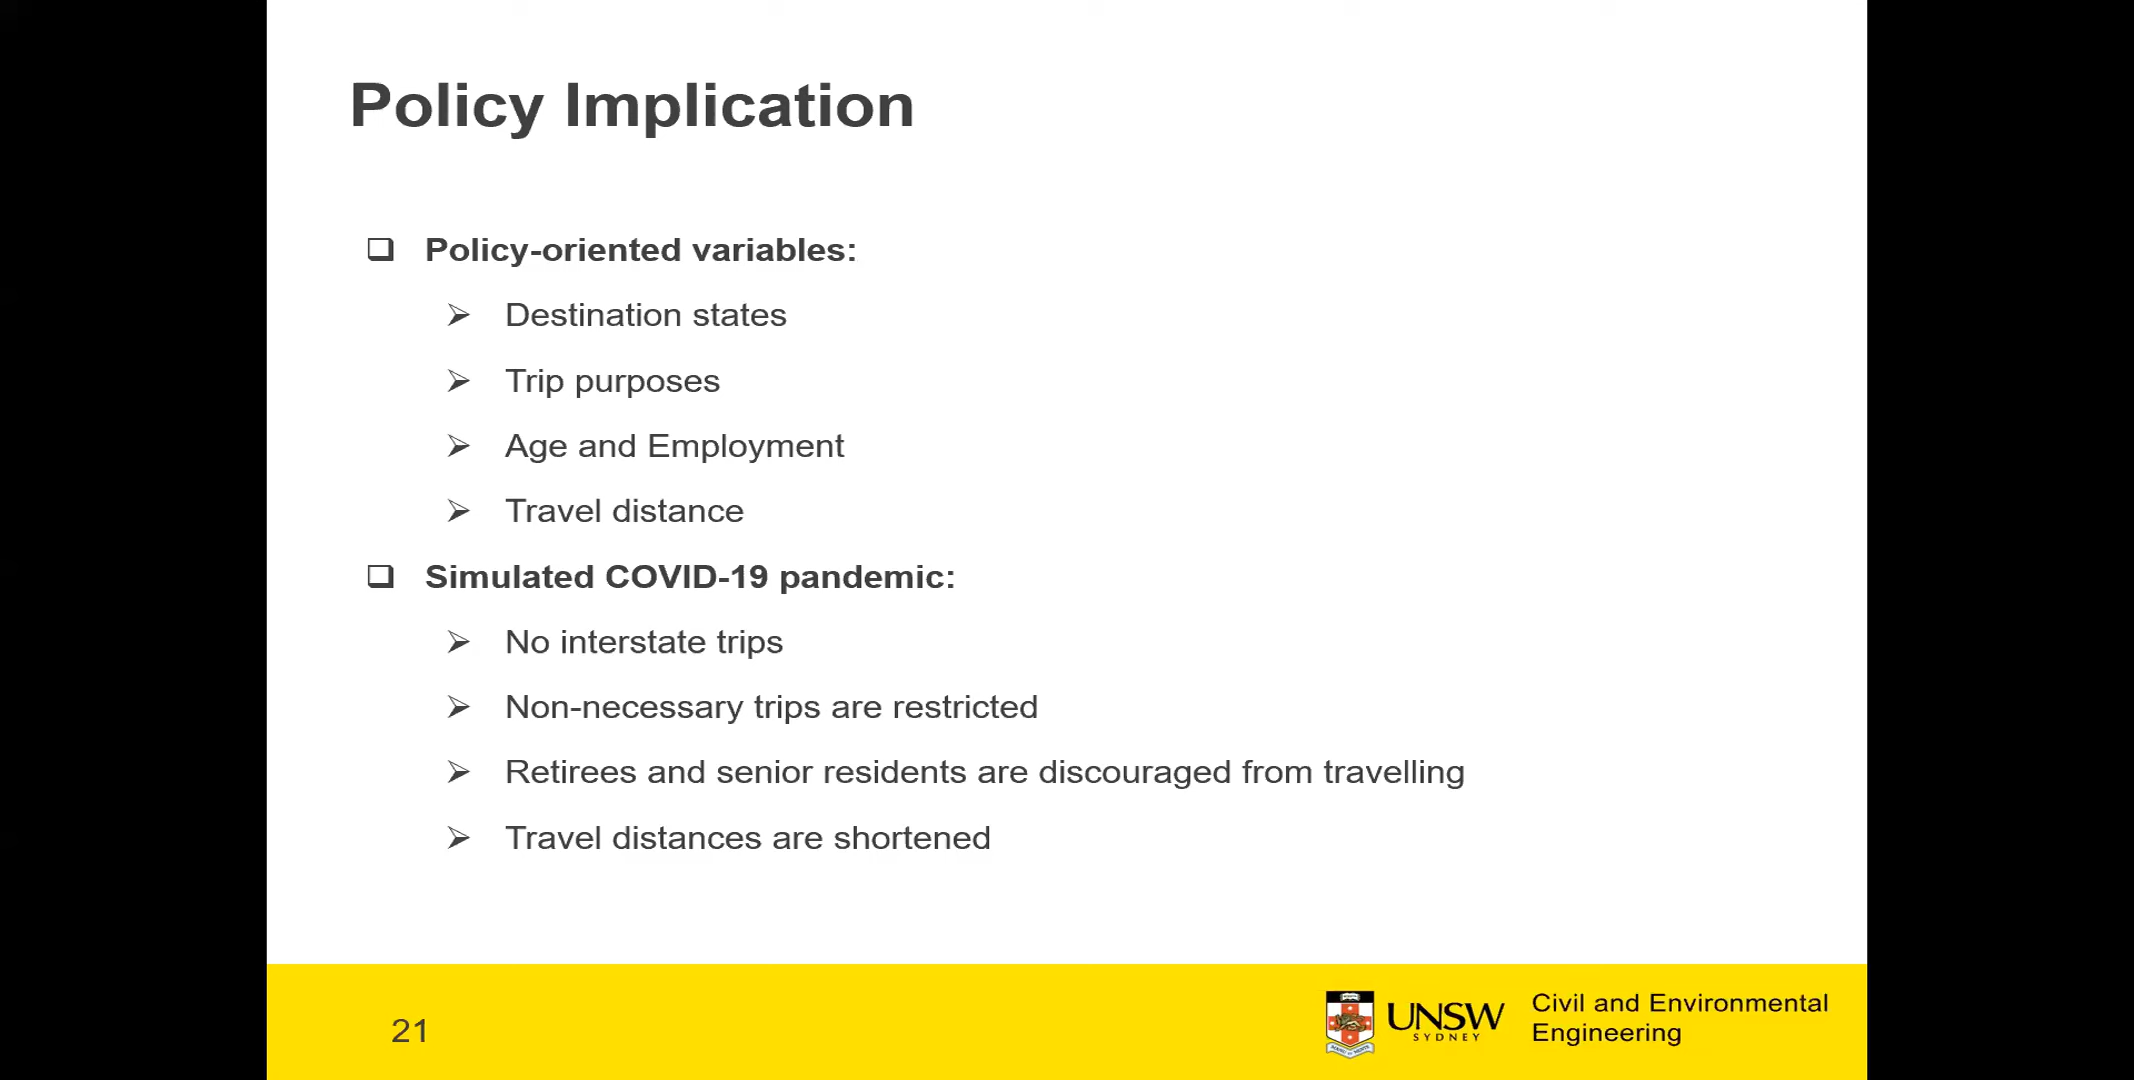 Policy Implication
Policy-oriented variables:
Destination states
Trip purposes
Age and Employment
Travel distance
Simulated COVID-19 pandemic:
No interstate trips
Non-necessary trips are restricted
Retirees and senior residents are discouraged from travelling
Travel distances are shortened
21
UNSW
SYDNEY
Civil and Environmental
Engineering